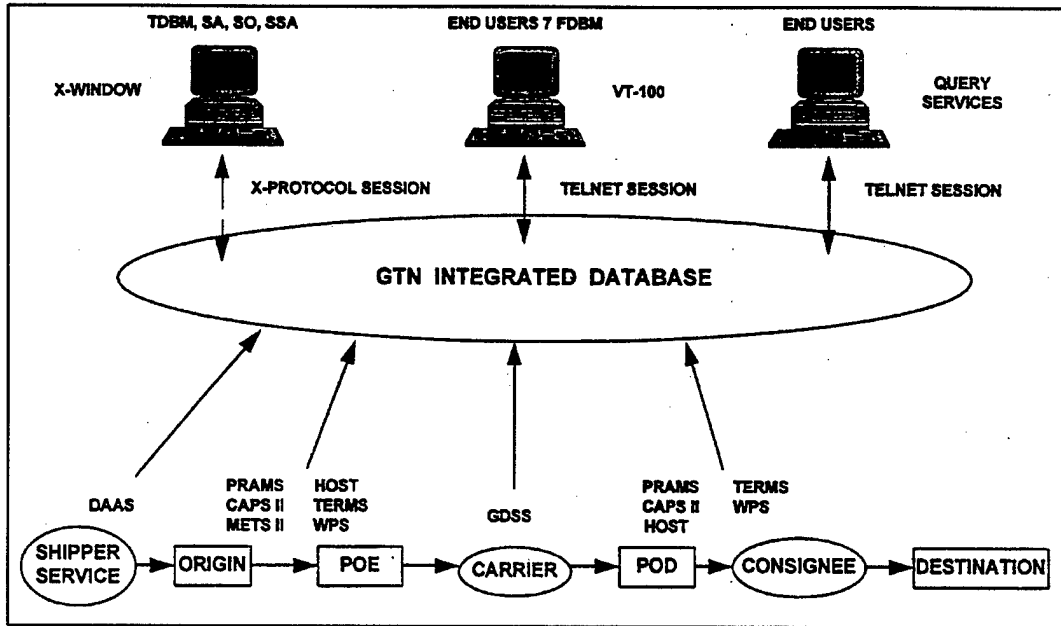 TDBM, SA, SO, SSA
END USERS 7 FDBM
END USERS
X-WINDOW
VT-100
QUERY
SERVICES
X-PROTOCOL SESSION
TELNET SESSION
TELNET SESSION
GTN INTEGRATED DATABASE
DAAS
PRAMS
CAPS II
METS II
HOST
TERMS
WPS
GDSS
PRAMS
CAPS II
HOST
TERMS
WPS
SHIPPER
SERVICE
ORIGIN
POE
CARRIER
POD
CONSIGNEE
DESTINATION